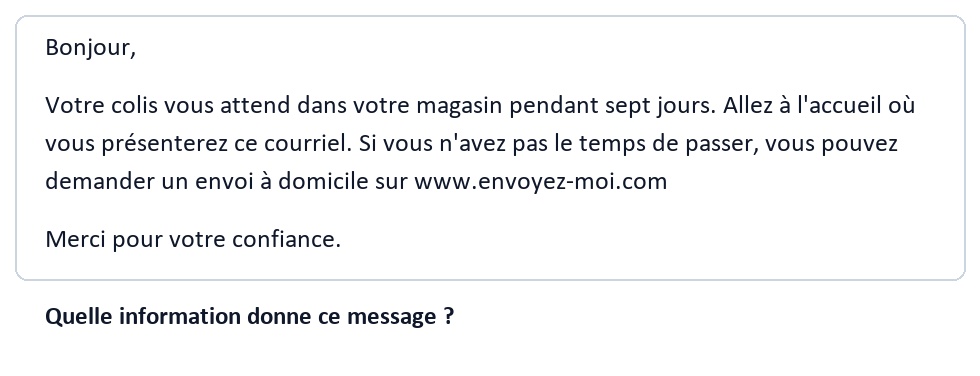 Bonjour,
Votre colis vous attend dans votre magasin pendant sept jours. Allez à l'accueil où
vous présenterez ce courriel. Si vous n'avez pas le temps de passer, vous pouvez
demander un envoi à domicile sur www.envoyez-moi.com
Merci pour votre confiance.
Quelle information donne ce message ?